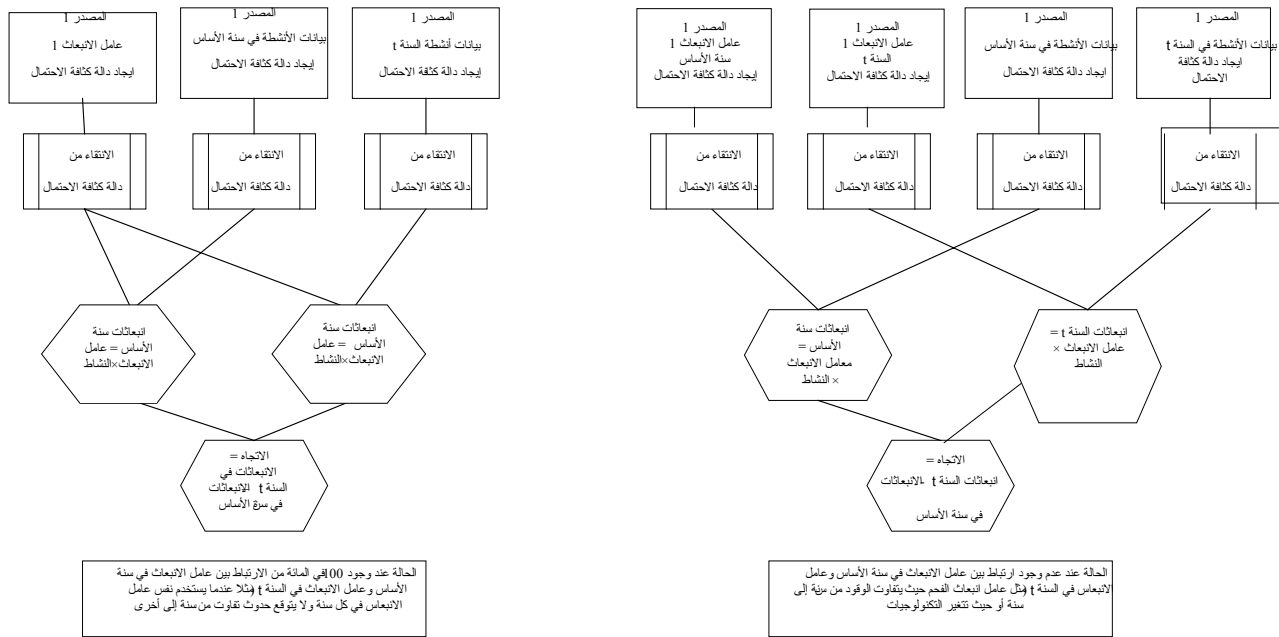 المصدر 1
عامل الانبعاث 1
ايجاد دالة كثافة الاحتمال
المصدر 1
بيانات الأنشطة في سنة الأساس
إيجاد دالة كثافة الاحتمال
المصدر 1
بيانات أنشطة السنة t
إيجاد دالة كثافة الاحتمال
الانتقاء من
دالة كثافة الاحتمال
الانتقاء من
دالة كثافة الاحتمال
الانتقاء من
دالة كثافة الاحتمال
انبعاثات سنة
الأساس = عامل
الانبعاث×النشاط
انبعاثات سنة
الأساس = عامل
الانبعاث×النشاط
الاتجاه =
الانبعاثات في
السنة t -الانبعاثات
في سنة الأساس
الحالة عند وجود 100في المائة من الارتباط بين عامل الانبعاث في سنة
الأساس وعامل الانبعاث في السنة t (مثلا عندما يستخدم نفس عامل
الانبعاس في كل سنة ولا يتوقع حدوث تفاوت من سنة إلى أخرى
المصدر 1
عامل الانبعاث 1
سنة الأساس
إيجاد دالة كثافة الاحتمال
المصدر 1
عامل الانبعاث 1
السنة t
إيجاد دالة كثافة الاحتمال
المصدر 1
بيانات الأنشطة في سنة الأساس
ايجاد دالة كثافة الاحتمال
المصدر 1
بيانات الأنشطة في السنة t
ايجاد دالة كثافة
الاحتمال
الانتقاء من
دالة كثافة الاحتمال
الانتقاء من
دالة كثافة الاحتمال
الانتقاء من
دالة كثافة الاحتمال
الانتقاء من
دالة كثافة الاحتمال
انبعاثات سنة
الأساس =
معامل الانبعاث
× النشاط
انبعاثات السنة t =
عامل الانبعاث ×
النشاط
الاتجاه =
انبعاثات السنة t -الانبعاثات
في سنة الأساس
الحالة عند عدم وجود ارتباط بين عامل الانبعاث في سنة الأساس وعامل
الانبعاس في السنة t (مثل عامل انبعاث الفحم حيث يتفاوت الوقود من سنة إلى
سنة أو حيث تتغير التكنولوجيات